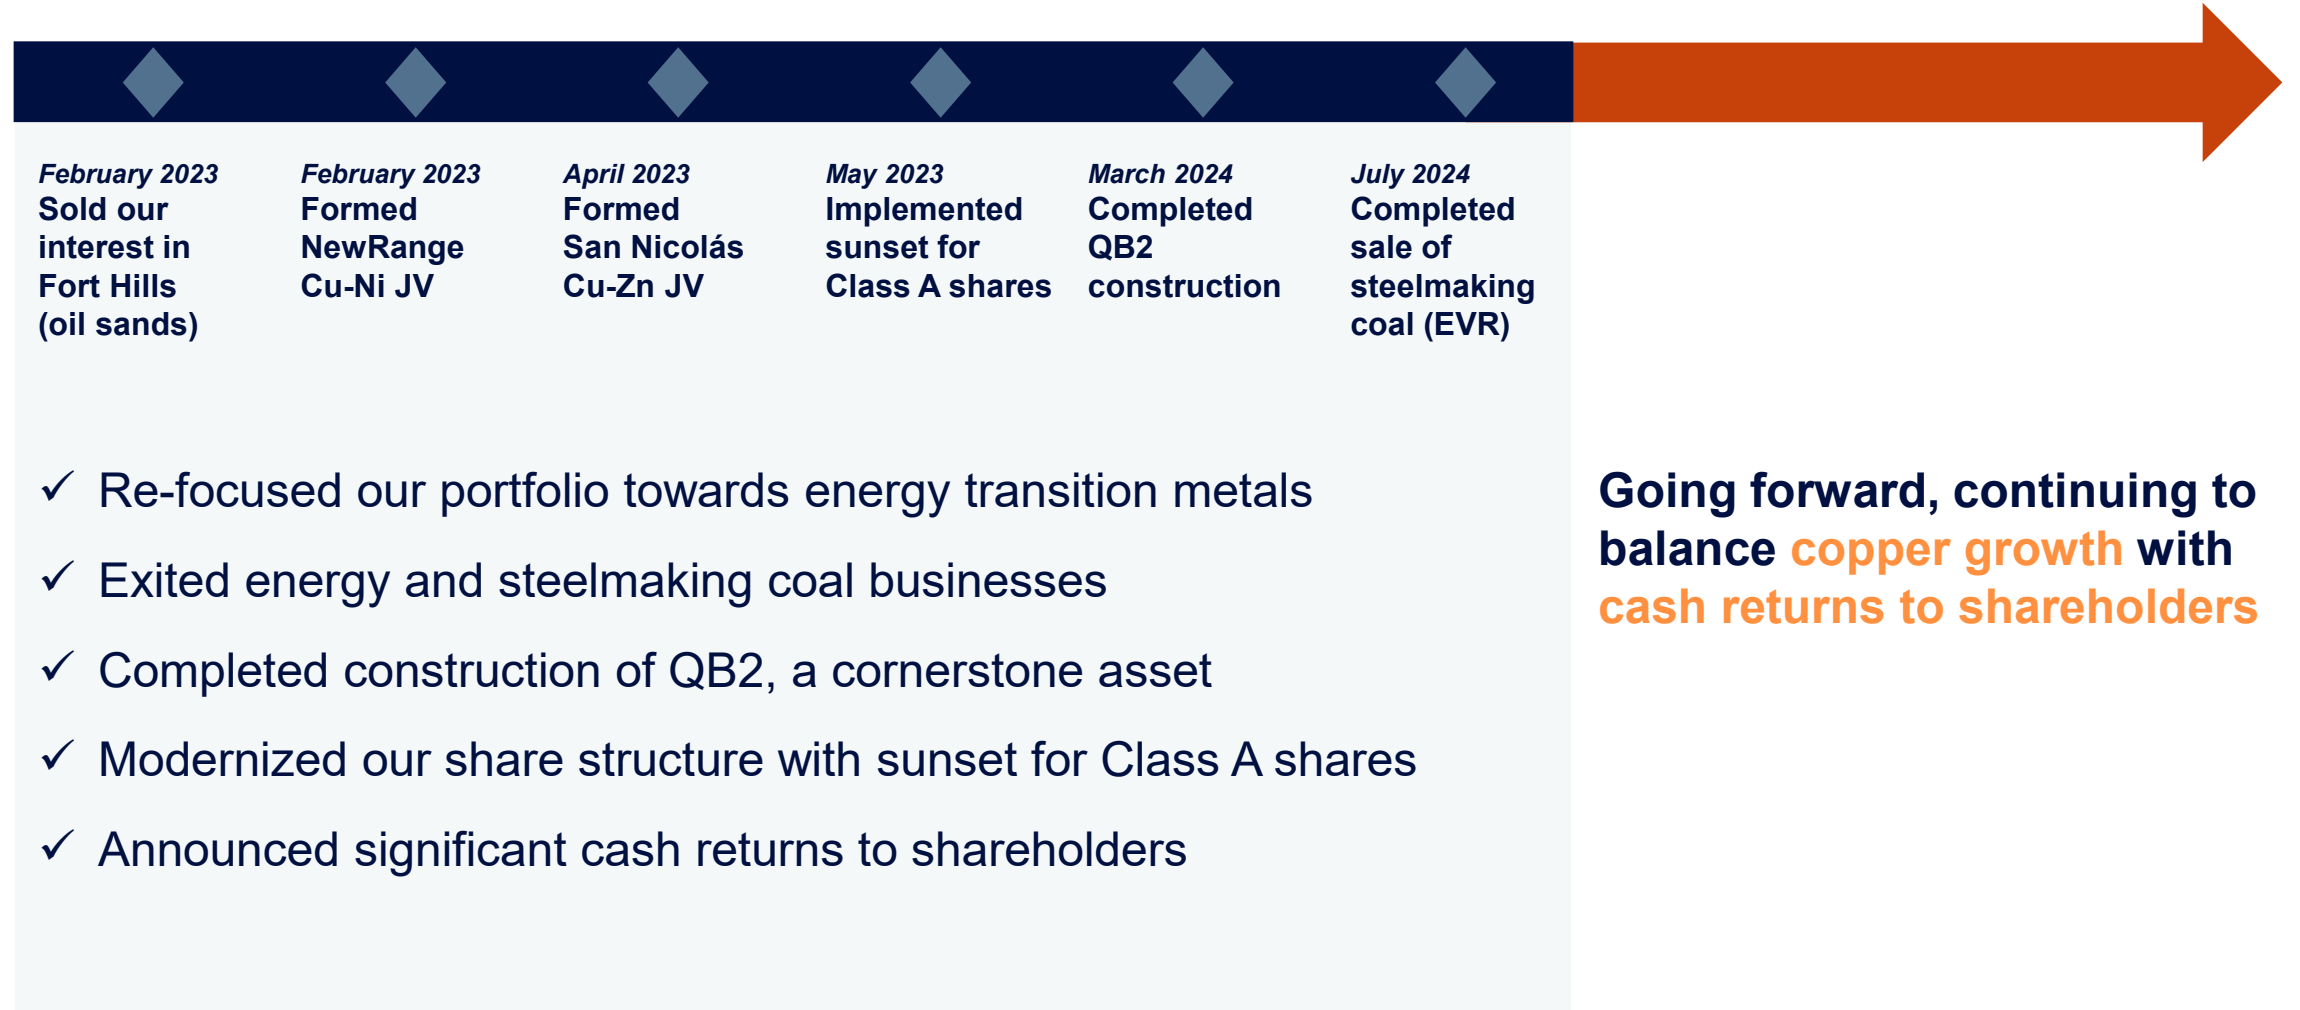 February 2023
Sold our
interest in
Fort Hills
(oil sands)
February 2023
Formed
NewRange
Cu-Ni JV
April 2023
Formed
San Nicolás
Cu-Zn JV
May 2023
Implemented
sunset for
Class A shares
March 2024
Completed
QB2
construction
July 2024
Completed
sale of
steelmaking
coal (EVR)
✓ Re-focused our portfolio towards energy transition metals
✓ Exited energy and steelmaking coal businesses
✓ Completed construction of QB2, a cornerstone asset
✓ Modernized our share structure with sunset for Class A shares
✓ Announced significant cash returns to shareholders
Going forward, continuing to
balance copper growth with
cash returns to shareholders